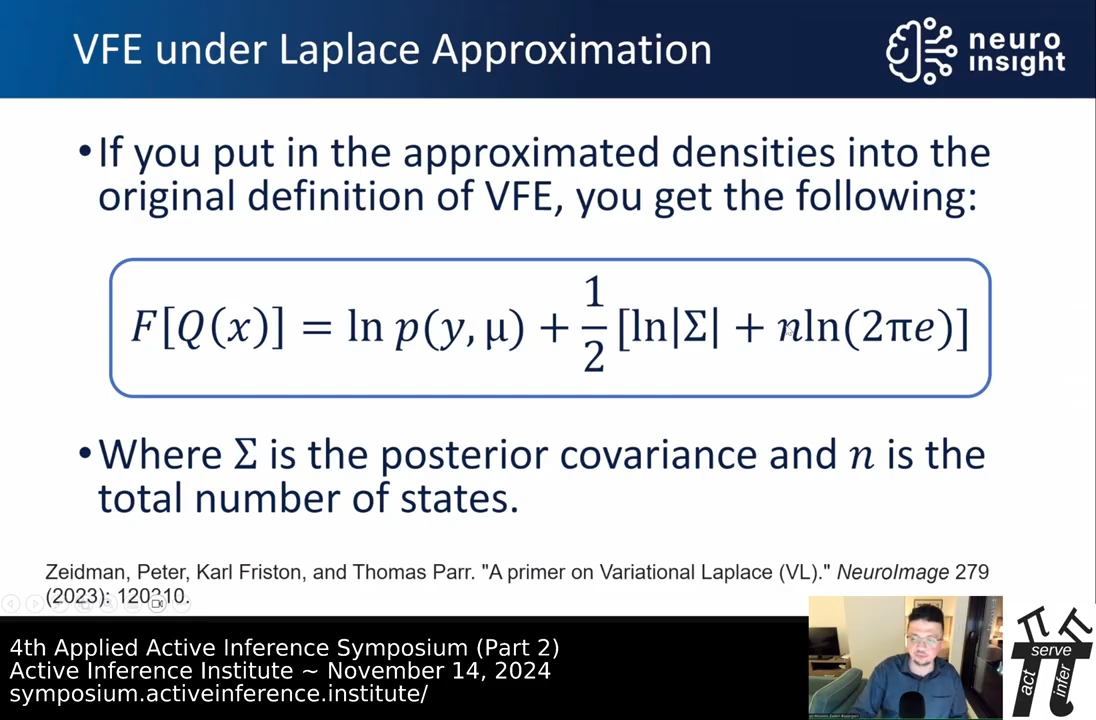 VFE under Laplace Approximation
neuro
insight
•If you put in the approximated densities into the
original definition of VFE, you get the following:
F[Q(x)] = ln p(y, μ) + 1/2 [ln|Σ| + nln(2πe)]
•Where Σ is the posterior covariance and n is the
total number of states.
Zeidman, Peter, Karl Friston, and Thomas Parr. "A primer on Variational Laplace (VL)." NeuroImage 279
(2023): 120310.
4th Applied Active Inference Symposium (Part 2)
Active Inference Institute ~ November 14, 2024
symposium.activeinference.institute/
π π
serve
act
infer